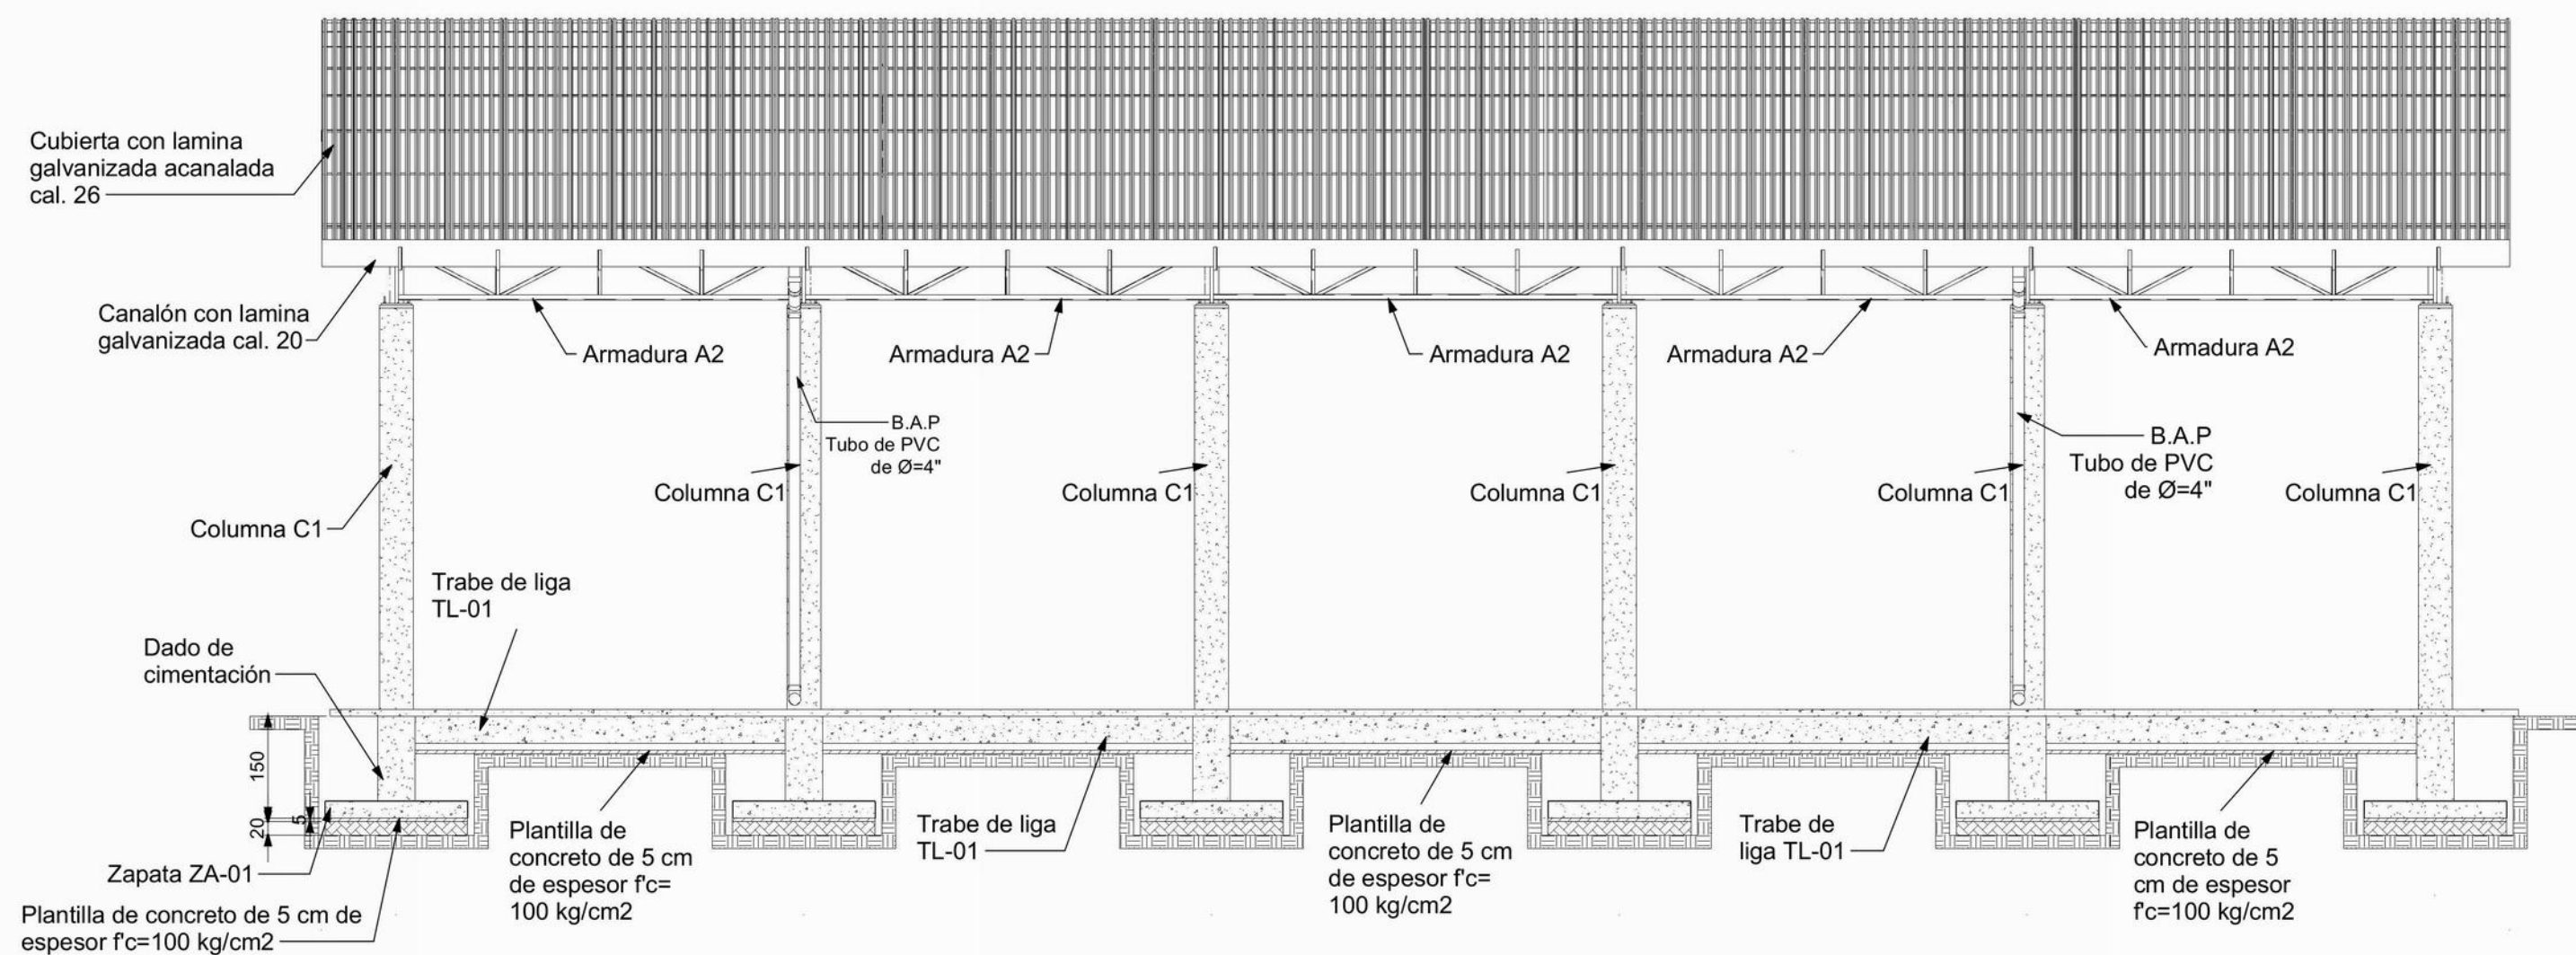 Cubierta con lamina
galvanizada acanalada
cal. 26
Canalón con lamina
galvanizada cal. 20
Armadura A2
Armadura A2
Armadura A2
Armadura A2
Armadura A2
B.A.P
Tubo de PVC
de Ø=4"
B.A.P
Tubo de PVC
de Ø=4"
Columna C1
Columna C1
Columna C1
Columna C1
Columna C1
Columna C1
Trabe de liga
TL-01
Dado de
cimentación
150
5
20
Zapata ZA-01
Plantilla de concreto de 5 cm de
espesor f'c=100 kg/cm2
Plantilla de
concreto de 5 cm
de espesor f'c=
100 kg/cm2
Trabe de liga
TL-01
Plantilla de
concreto de 5 cm
de espesor f'c=
100 kg/cm2
Trabe de
liga TL-01
Plantilla de
concreto de 5
cm de espesor
f'c=100 kg/cm2